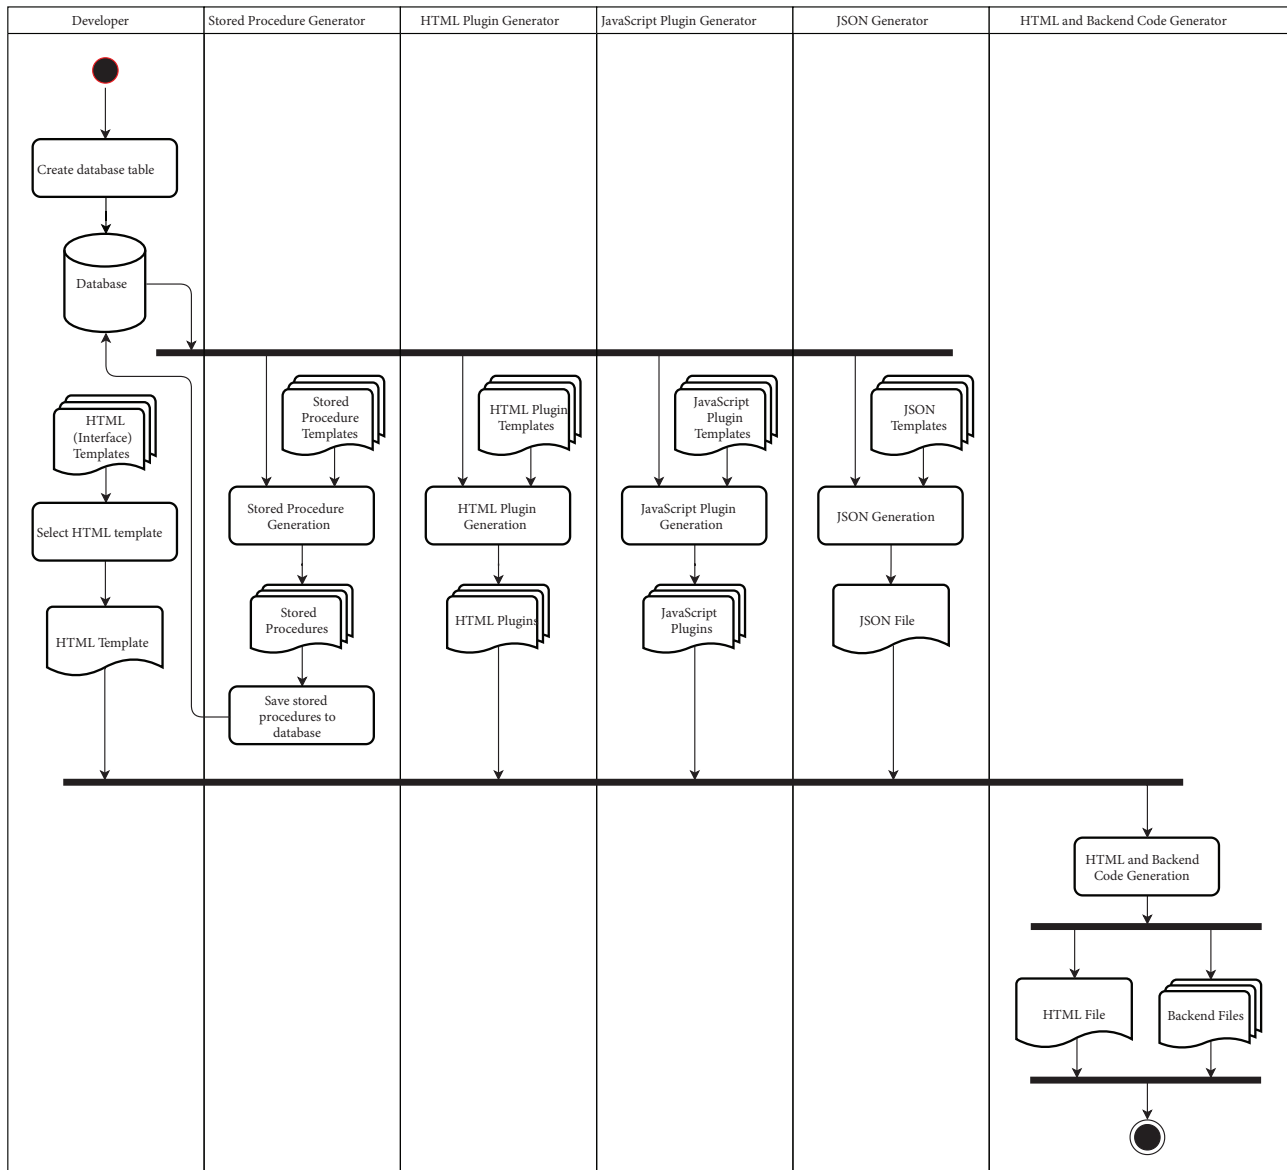 Developer
Stored Procedure Generator
HTML Plugin Generator
JavaScript Plugin Generator
JSON Generator
HTML and Backend Code Generator
Create database table
Database
HTML
(Interface)
Templates
Select HTML template
HTML Template
Stored
Procedure
Templates
Stored Procedure
Generation
Stored
Procedures
Save stored
procedures to
database
HTML Plugin
Templates
HTML Plugin
Generation
HTML Plugins
JavaScript
Plugin
Templates
JavaScript Plugin
Generation
JavaScript
Plugins
JSON
Templates
JSON Generation
JSON File
HTML and Backend
Code Generation
HTML File
Backend Files